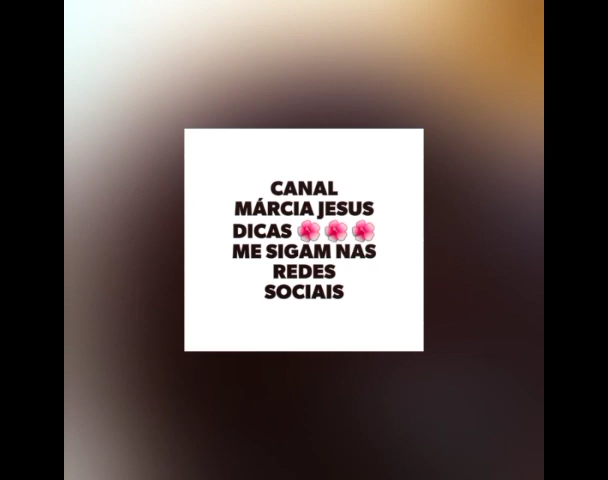 CANAL
MÁRCIA JESUS
DICAS 🌺🌺🌺
ME SIGAM NAS
REDES
SOCIAIS